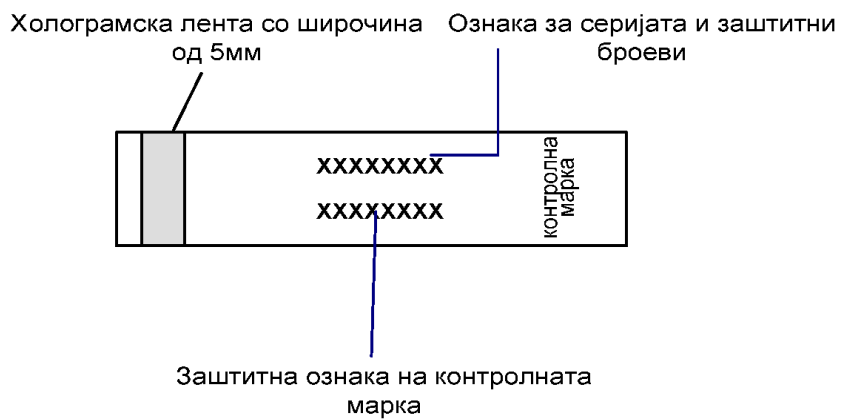 Холограмска лента со широчина
од 5мм
Ознака за серијата и заштитни
броеви
XXXXXXXX
XXXXXXXX
контролна
марка
Заштитна ознака на контролната
марка